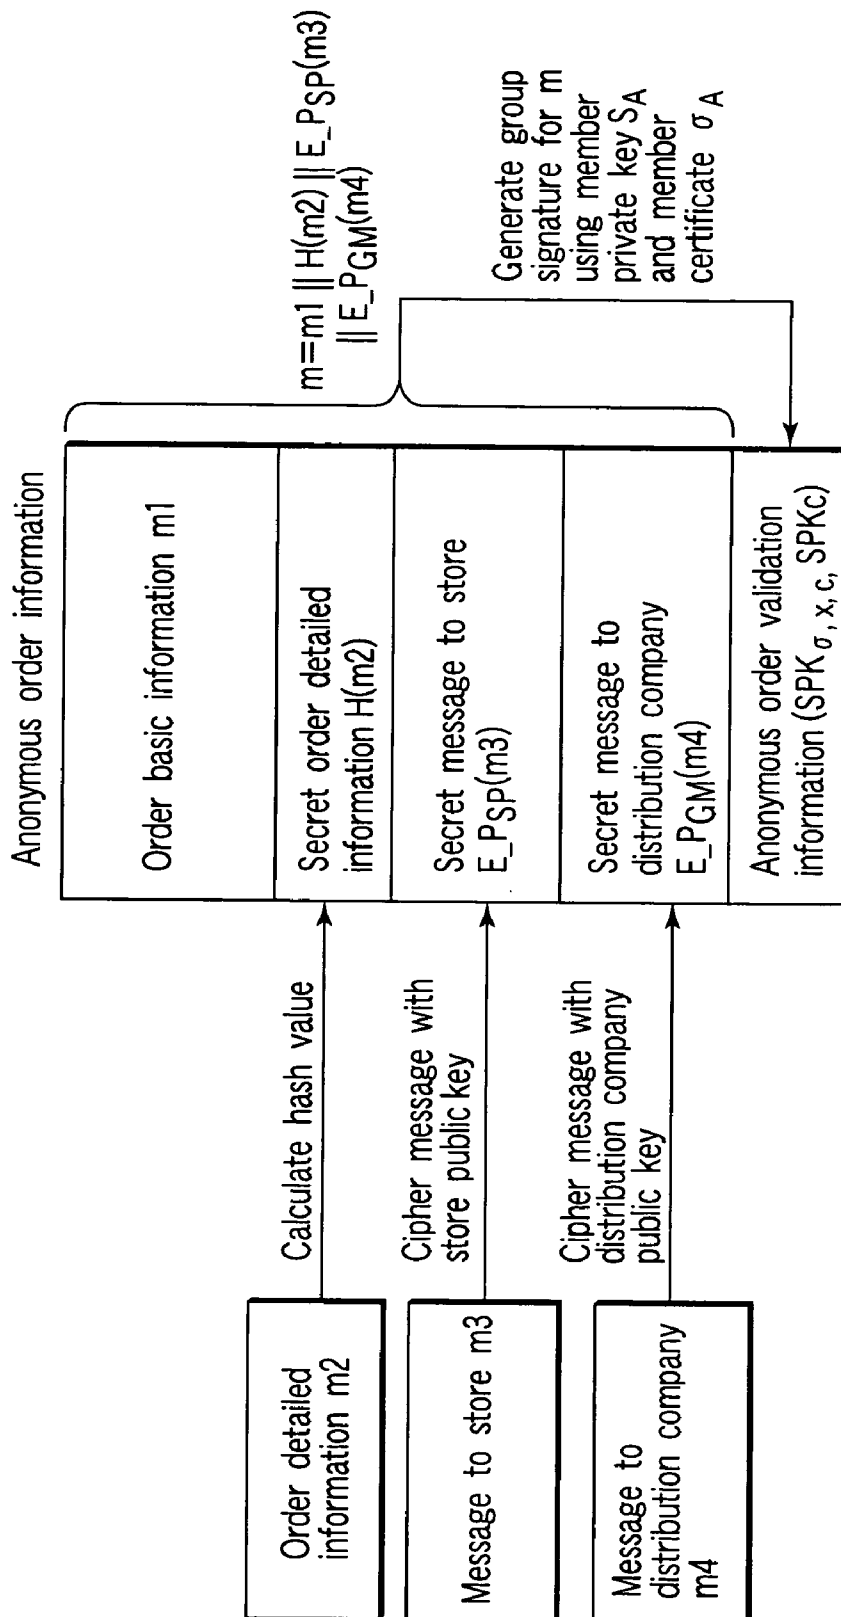 Anonymous order information
Order basic information m1
Secret order detailed
information H(m2)
Secret message to store
E_PSP(m3)
Secret message to
distribution company
E_PGM(m4)
Anonymous order validation
information (SPKσ, x, c, SPKc)
m=m1 || H(m2) || E_PSP(m3)
|| E_PGM(m4)
Generate group
signature for m
using member
private key SA
and member
certificate σA
Calculate hash value
Cipher message with
store public key
Cipher message with
distribution company
public key
Order detailed
information m2
Message to store m3
Message to
distribution company
m4